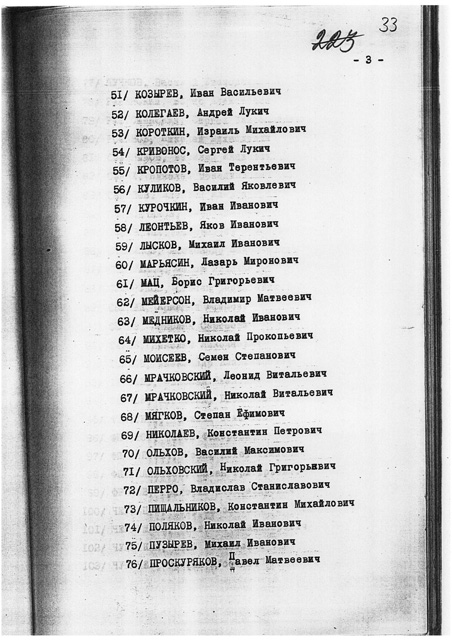 33
223
- 3 -
51/ КОЗЫРЕВ, Иван Васильевич
52/ КОЛЕГАЕВ, Андрей Лукич
53/ КОРОТКИН, Израиль Михайлович
54/ КРИВОНОС, Сергей Лукич
55/ КРОПОТОВ, Иван Терентьевич
56/ КУЛИКОВ, Василий Яковлевич
57/ КУРОЧКИН, Иван Иванович
58/ ЛЕОНТЬЕВ, Яков Иванович
59/ ЛЫСКОВ, Михаил Иванович
60/ МАРЬЯСИН, Лазарь Миронович
61/ МАЦ, Борис Григорьевич
62/ МЕЙЕРСОН, Владимир Матвеевич
63/ МЕДНИКОВ, Николай Иванович
64/ МИХЕТКО, Николай Прокопьевич
65/ МОИСЕЕВ, Семен Степанович
66/ МРАЧКОВСКИЙ, Леонид Витальевич
67/ МРАЧКОВСКИЙ, Николай Витальевич
68/ МЯГКОВ, Степан Ефимович
69/ НИКОЛАЕВ, Константин Петрович
70/ ОЛЬХОВ, Василий Максимович
71/ ОЛЬХОВСКИЙ, Николай Григорьевич
72/ ПЕРРО, Владислав Станиславович
73/ ПИЩАЛЬНИКОВ, Константин Михайлович
74/ ПОЛЯКОВ, Николай Иванович
75/ ПУЗЫРЕВ, Михаил Иванович
76/ ПРОСКУРЯКОВ, Павел Матвеевич